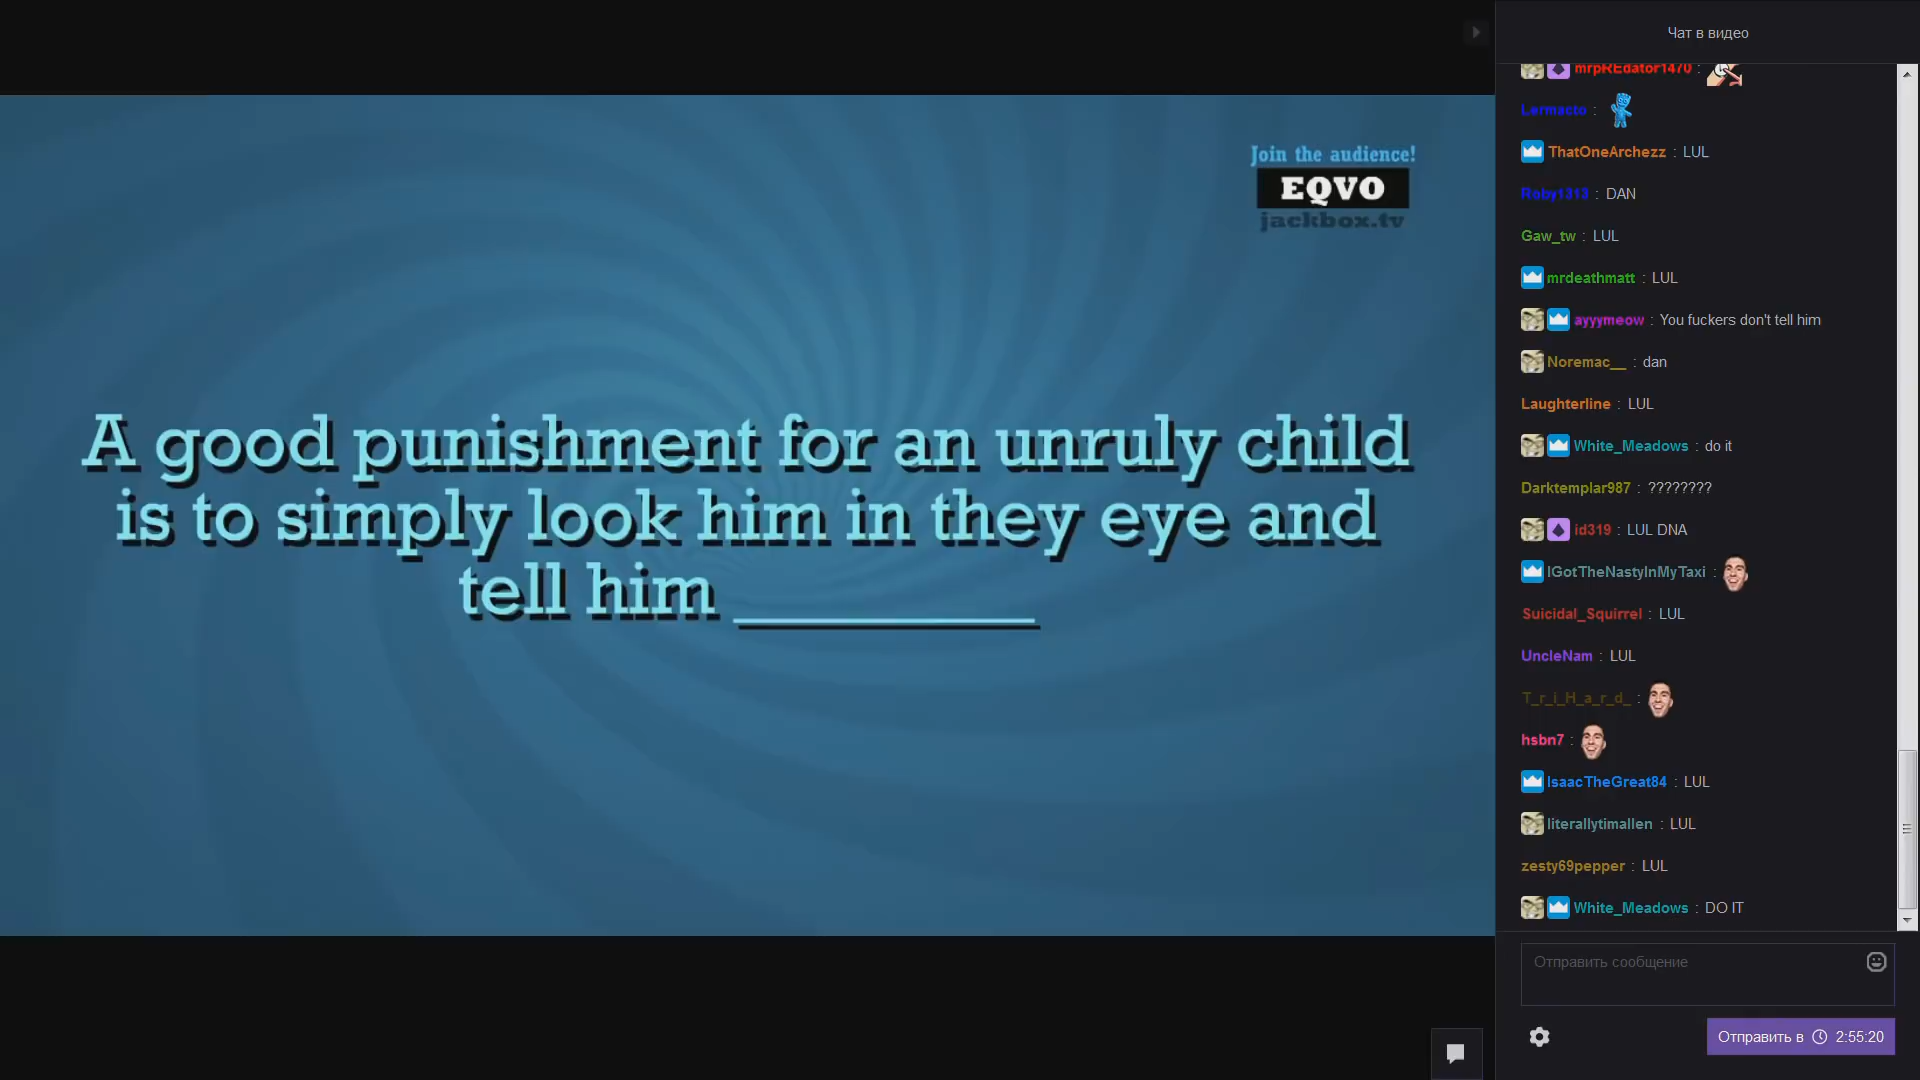 Join the audience!
EQVO
jackbox.tv
A good punishment for an unruly child
is to simply look him in they eye and
tell him ___________
Чат в видео
mrpREdator1470 :
Lermacto :
ThatOneArchezz : LUL
Roby1313 : DAN
Gaw_tw : LUL
mrdeathmatt : LUL
ayyymeow : You fuckers don't tell him
Noremac__ : dan
Laughterline : LUL
White_Meadows : do it
Darktemplar987 : ????????
id319 : LUL DNA
IGotTheNastyInMyTaxi :
Suicidal_Squirrel : LUL
UncleNam : LUL
T_r_i_H_a_r_d_ :
hsbn7 :
IsaacTheGreat84 : LUL
literallytimallen : LUL
zesty69pepper : LUL
White_Meadows : DO IT
Отправить сообщение
Отправить в 2:55:20